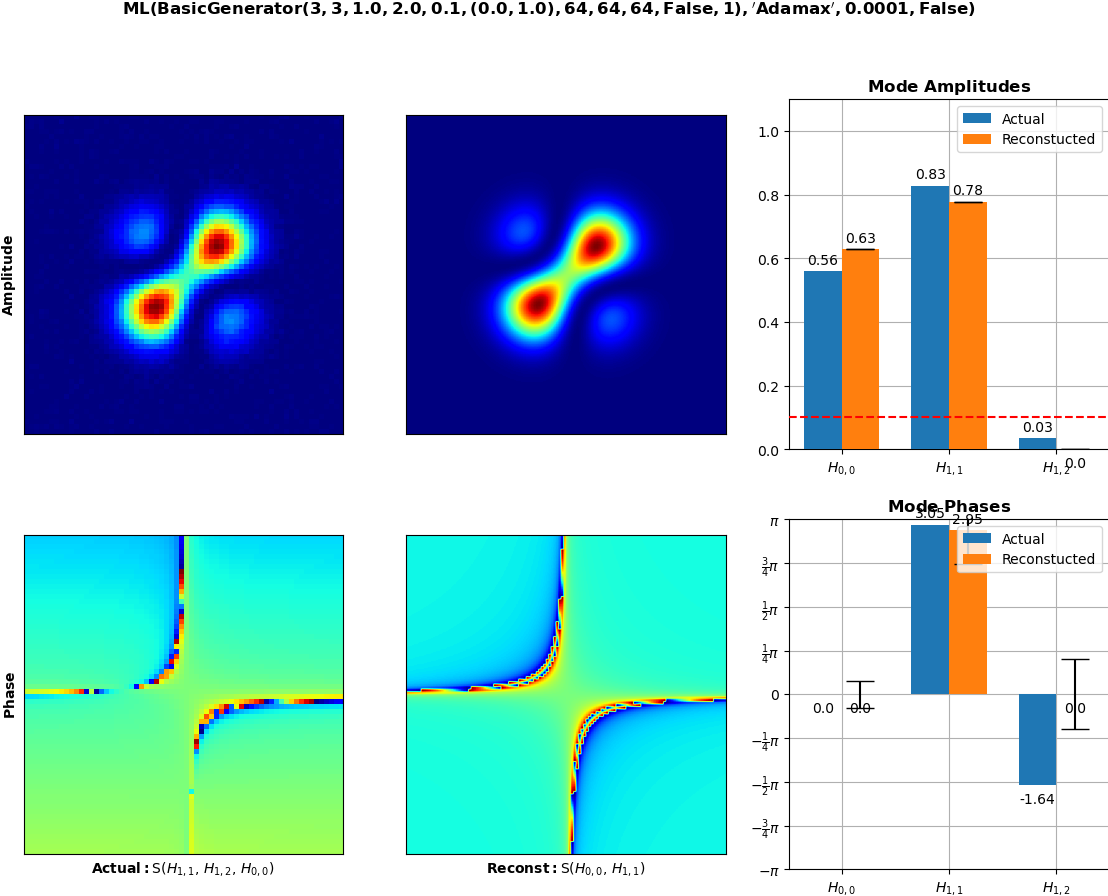 ML(BasicGenerator(3, 3, 1.0, 2.0, 0.1, (0.0, 1.0), 64, 64, 64, False, 1), 'Adamax', 0.0001, False)
Amplitude
Mode Amplitudes
Actual
Reconstucted
1.0
0.8
0.6
0.4
0.2
0.0
0.56
0.63
0.83
0.78
0.03
0.0
H0,0
H1,1
H1,2
Phase
Actual: S(H1,1, H1,2, H0,0)
Reconst: S(H0,0, H1,1)
Mode Phases
Actual
Reconstucted
π
3/4π
1/2π
1/4π
0
−1/4π
−1/2π
−3/4π
−π
0.0
0.0
3.05
2.95
-1.64
0.0
H0,0
H1,1
H1,2